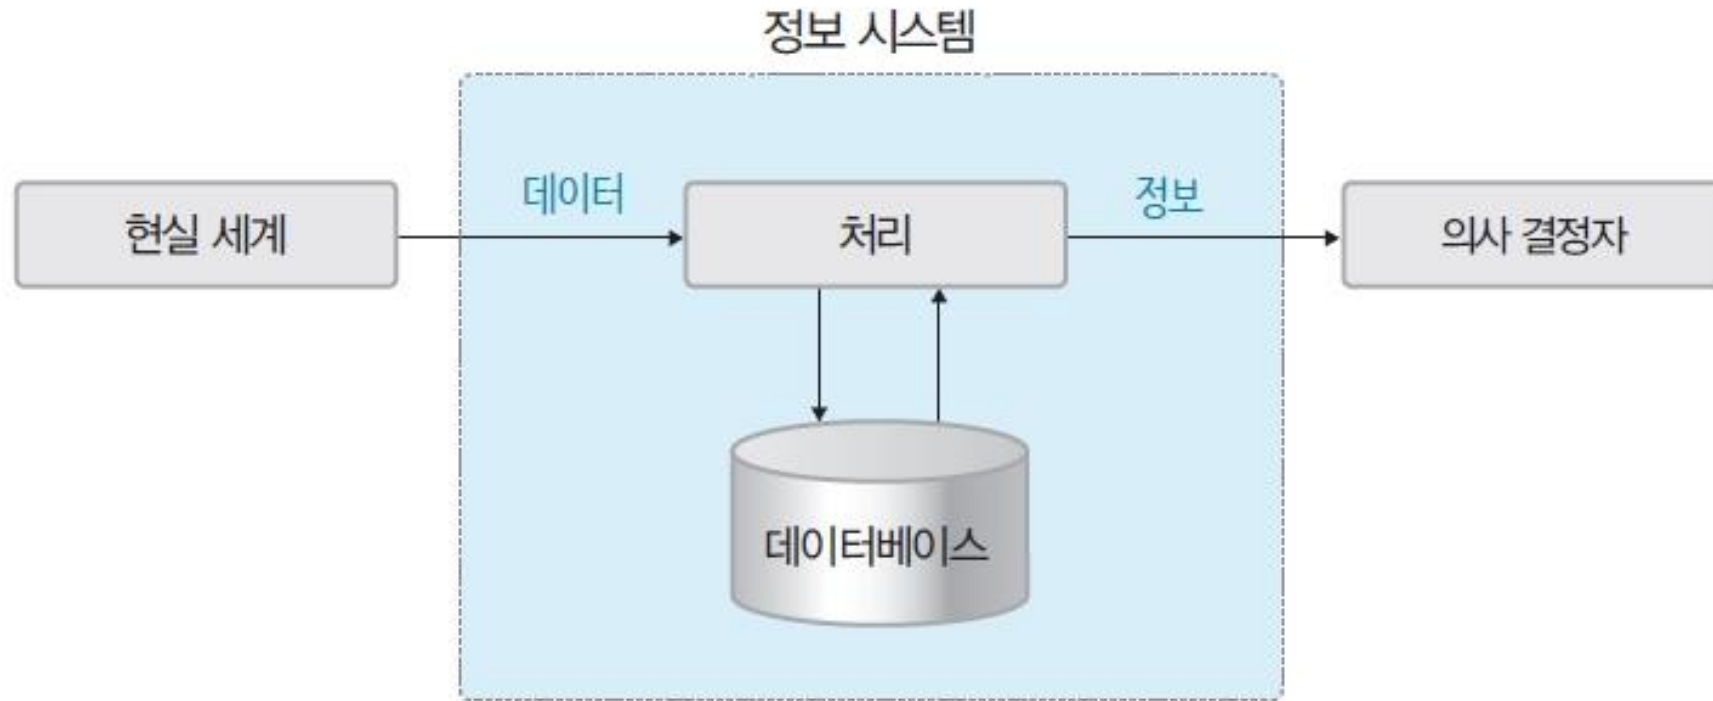 정보 시스템
데이터
정보
현실 세계
처리
의사 결정자
데이터베이스